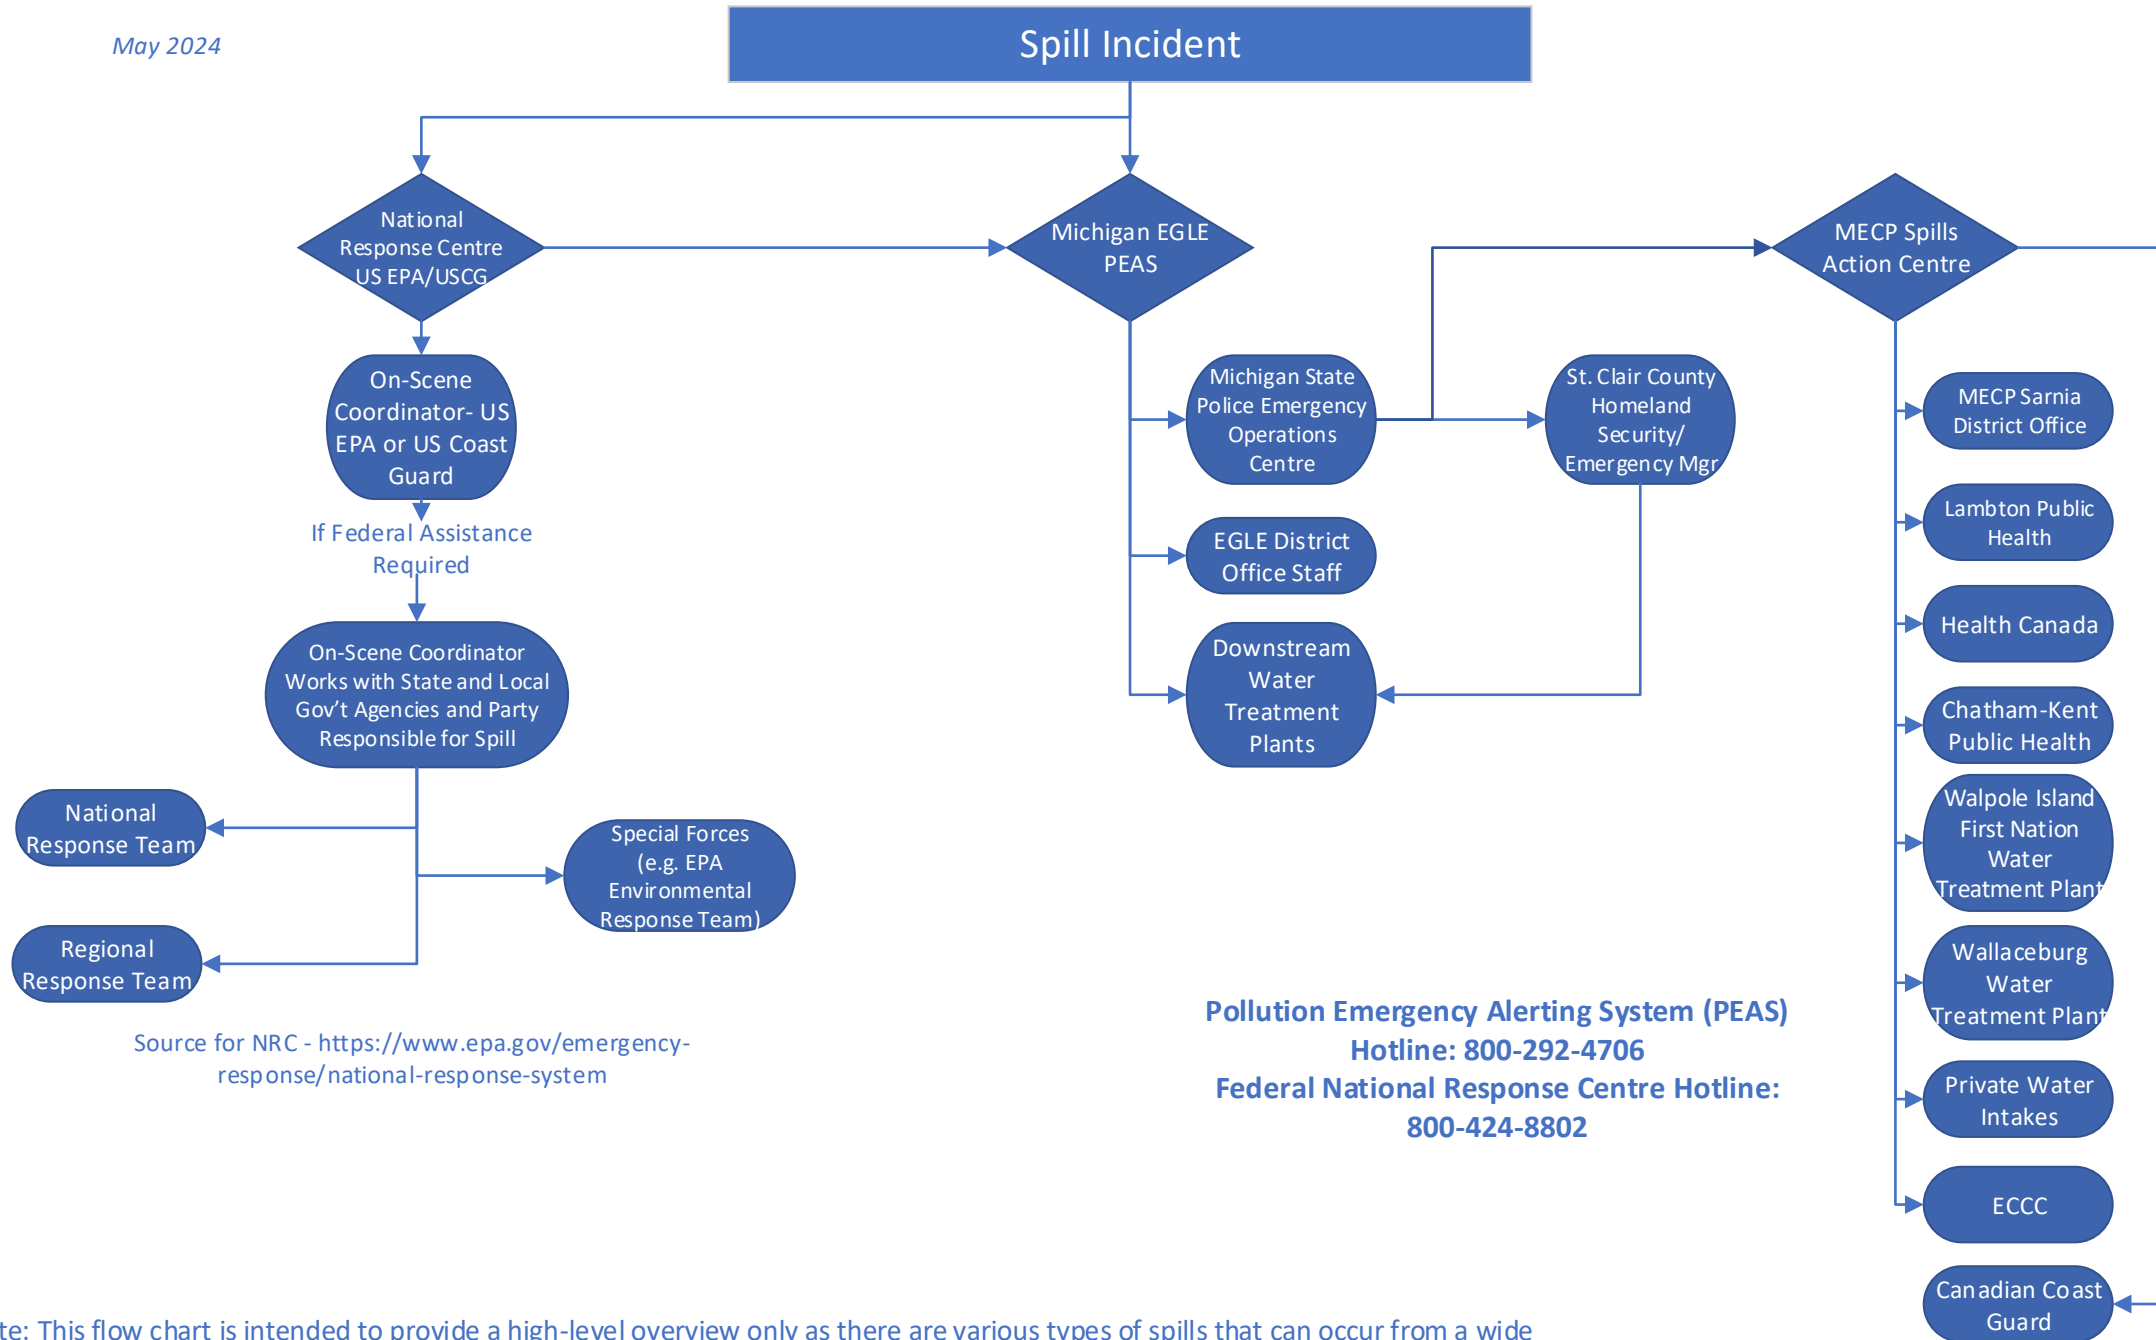 May 2024
Spill Incident
National
Response Centre
US EPA/USCG
Michigan EGLE
PEAS
MECP Spills
Action Centre
On-Scene
Coordinator- US
EPA or US Coast
Guard
If Federal Assistance
Required
On-Scene Coordinator
Works with State and Local
Gov’t Agencies and Party
Responsible for Spill
National
Response Team
Special Forces
(e.g. EPA
Environmental
Response Team)
Regional
Response Team
Source for NRC - https://www.epa.gov/emergency-
response/national-response-system
Michigan State
Police Emergency
Operations
Centre
St. Clair County
Homeland
Security/
Emergency Mgr
EGLE District
Office Staff
Downstream
Water
Treatment
Plants
Pollution Emergency Alerting System (PEAS)
Hotline: 800-292-4706
Federal National Response Centre Hotline:
800-424-8802
MECP Sarnia
District Office
Lambton Public
Health
Health Canada
Chatham-Kent
Public Health
Walpole Island
First Nation
Water
Treatment Plant
Wallaceburg
Water
Treatment Plant
Private Water
Intakes
ECCC
Canadian Coast
Guard
te: This flow chart is intended to provide a high-level overview only as there are various types of spills that can occur from a wide